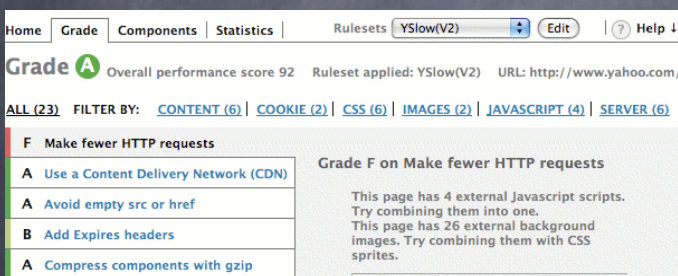 Home Grade Components Statistics Rulesets YSlow(V2) Edit ? Help ↓
Grade A Overall performance score 92 Ruleset applied: YSlow(V2) URL: http://www.yahoo.com/
ALL (23) FILTER BY: CONTENT (6) | COOKIE (2) | CSS (6) | IMAGES (2) | JAVASCRIPT (4) | SERVER (6)
F Make fewer HTTP requests
A Use a Content Delivery Network (CDN)
A Avoid empty src or href
B Add Expires headers
A Compress components with gzip
Grade F on Make fewer HTTP requests
This page has 4 external Javascript scripts.
Try combining them into one.
This page has 26 external background
images. Try combining them with CSS
sprites.